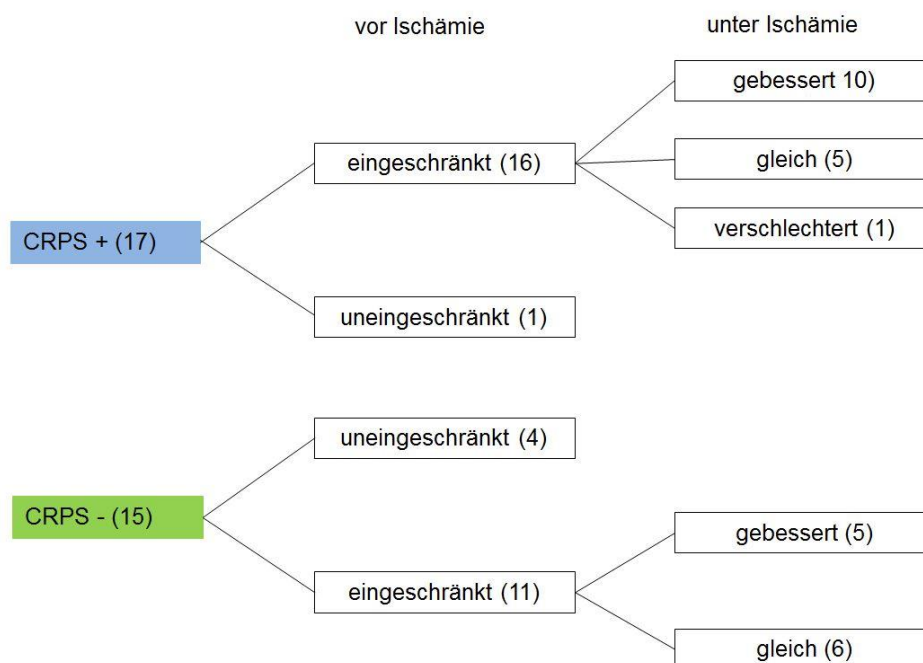 vor Ischämie
unter Ischämie
gebessert 10)
eingeschränkt (16)
gleich (5)
verschlechtert (1)
CRPS + (17)
uneingeschränkt (1)
uneingeschränkt (4)
CRPS - (15)
gebessert (5)
eingeschränkt (11)
gleich (6)